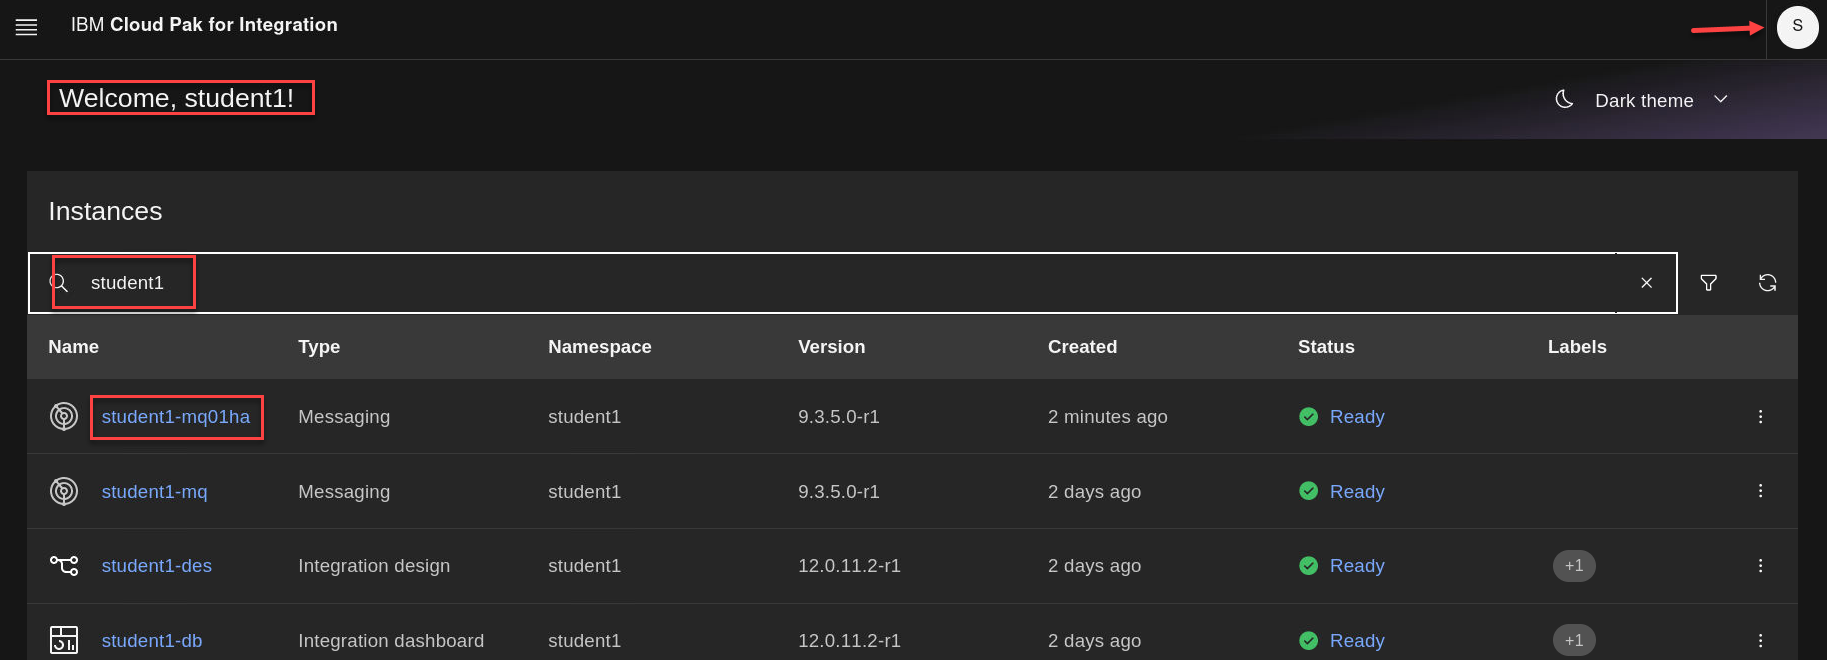 IBM Cloud Pak for Integration
S
Welcome, student1!
Dark theme
Instances
student1
Name Type Namespace Version Created Status Labels
student1-mq01ha Messaging student1 9.3.5.0-r1 2 minutes ago Ready
student1-mq Messaging student1 9.3.5.0-r1 2 days ago Ready
student1-des Integration design student1 12.0.11.2-r1 2 days ago Ready +1
student1-db Integration dashboard student1 12.0.11.2-r1 2 days ago Ready +1